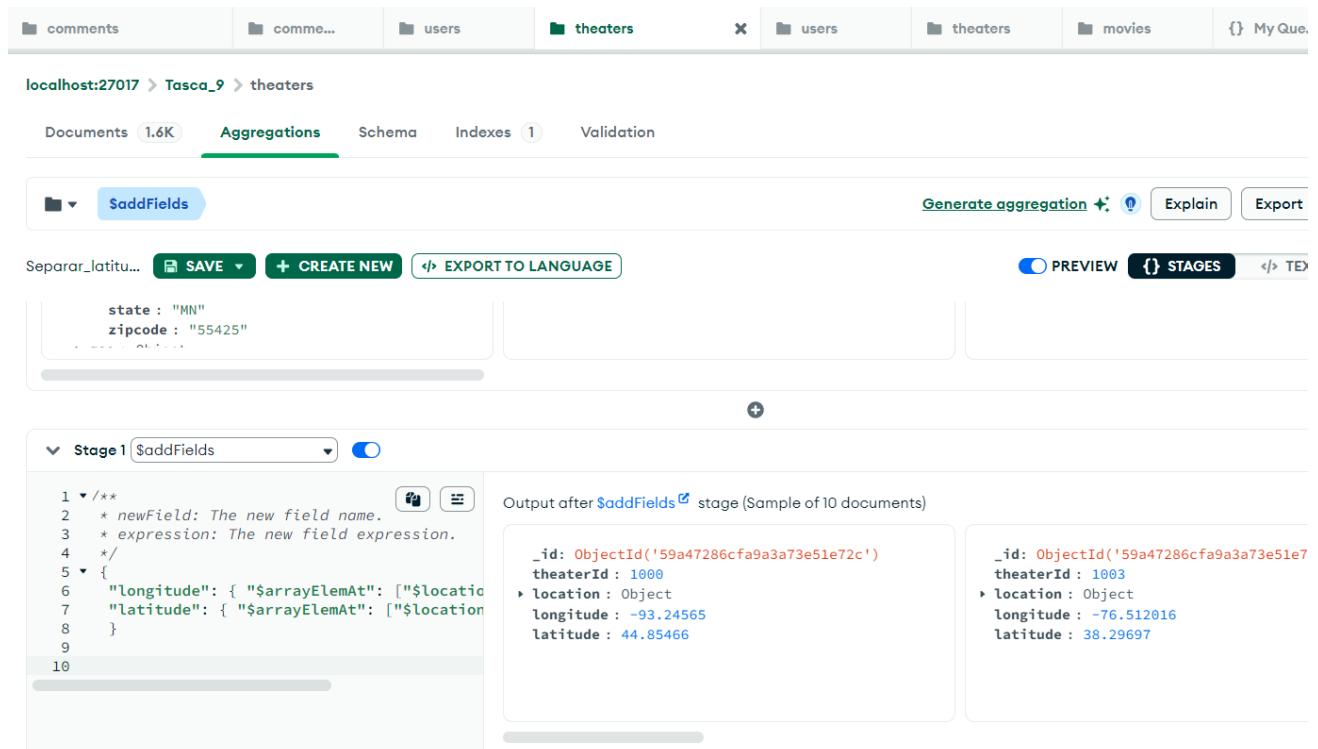 comments comme... users theaters users theaters movies {} My Que.
localhost:27017 > Tasca_9 > theaters
Documents 1.6K Aggregations Schema Indexes 1 Validation
$addFields Generate aggregation Explain Export
Separar_latitu... SAVE + CREATE NEW </> EXPORT TO LANGUAGE PREVIEW {} STAGES </> TEX
state : "MN"
zipcode : "55425"
Stage 1 $addFields
1 /**
2 * newField: The new field name.
3 * expression: The new field expression.
4 */
5 {
6 "longitude": { "$arrayElemAt": ["$locatio
7 "latitude": { "$arrayElemAt": ["$location
8 }
9
10
Output after $addFields stage (Sample of 10 documents)
_id: ObjectId('59a47286cfa9a3a73e51e72c')
theaterId : 1000
location : Object
longitude : -93.24565
latitude : 44.85466
_id: ObjectId('59a47286cfa9a3a73e51e7
theaterId : 1003
location : Object
longitude : -76.512016
latitude : 38.29697